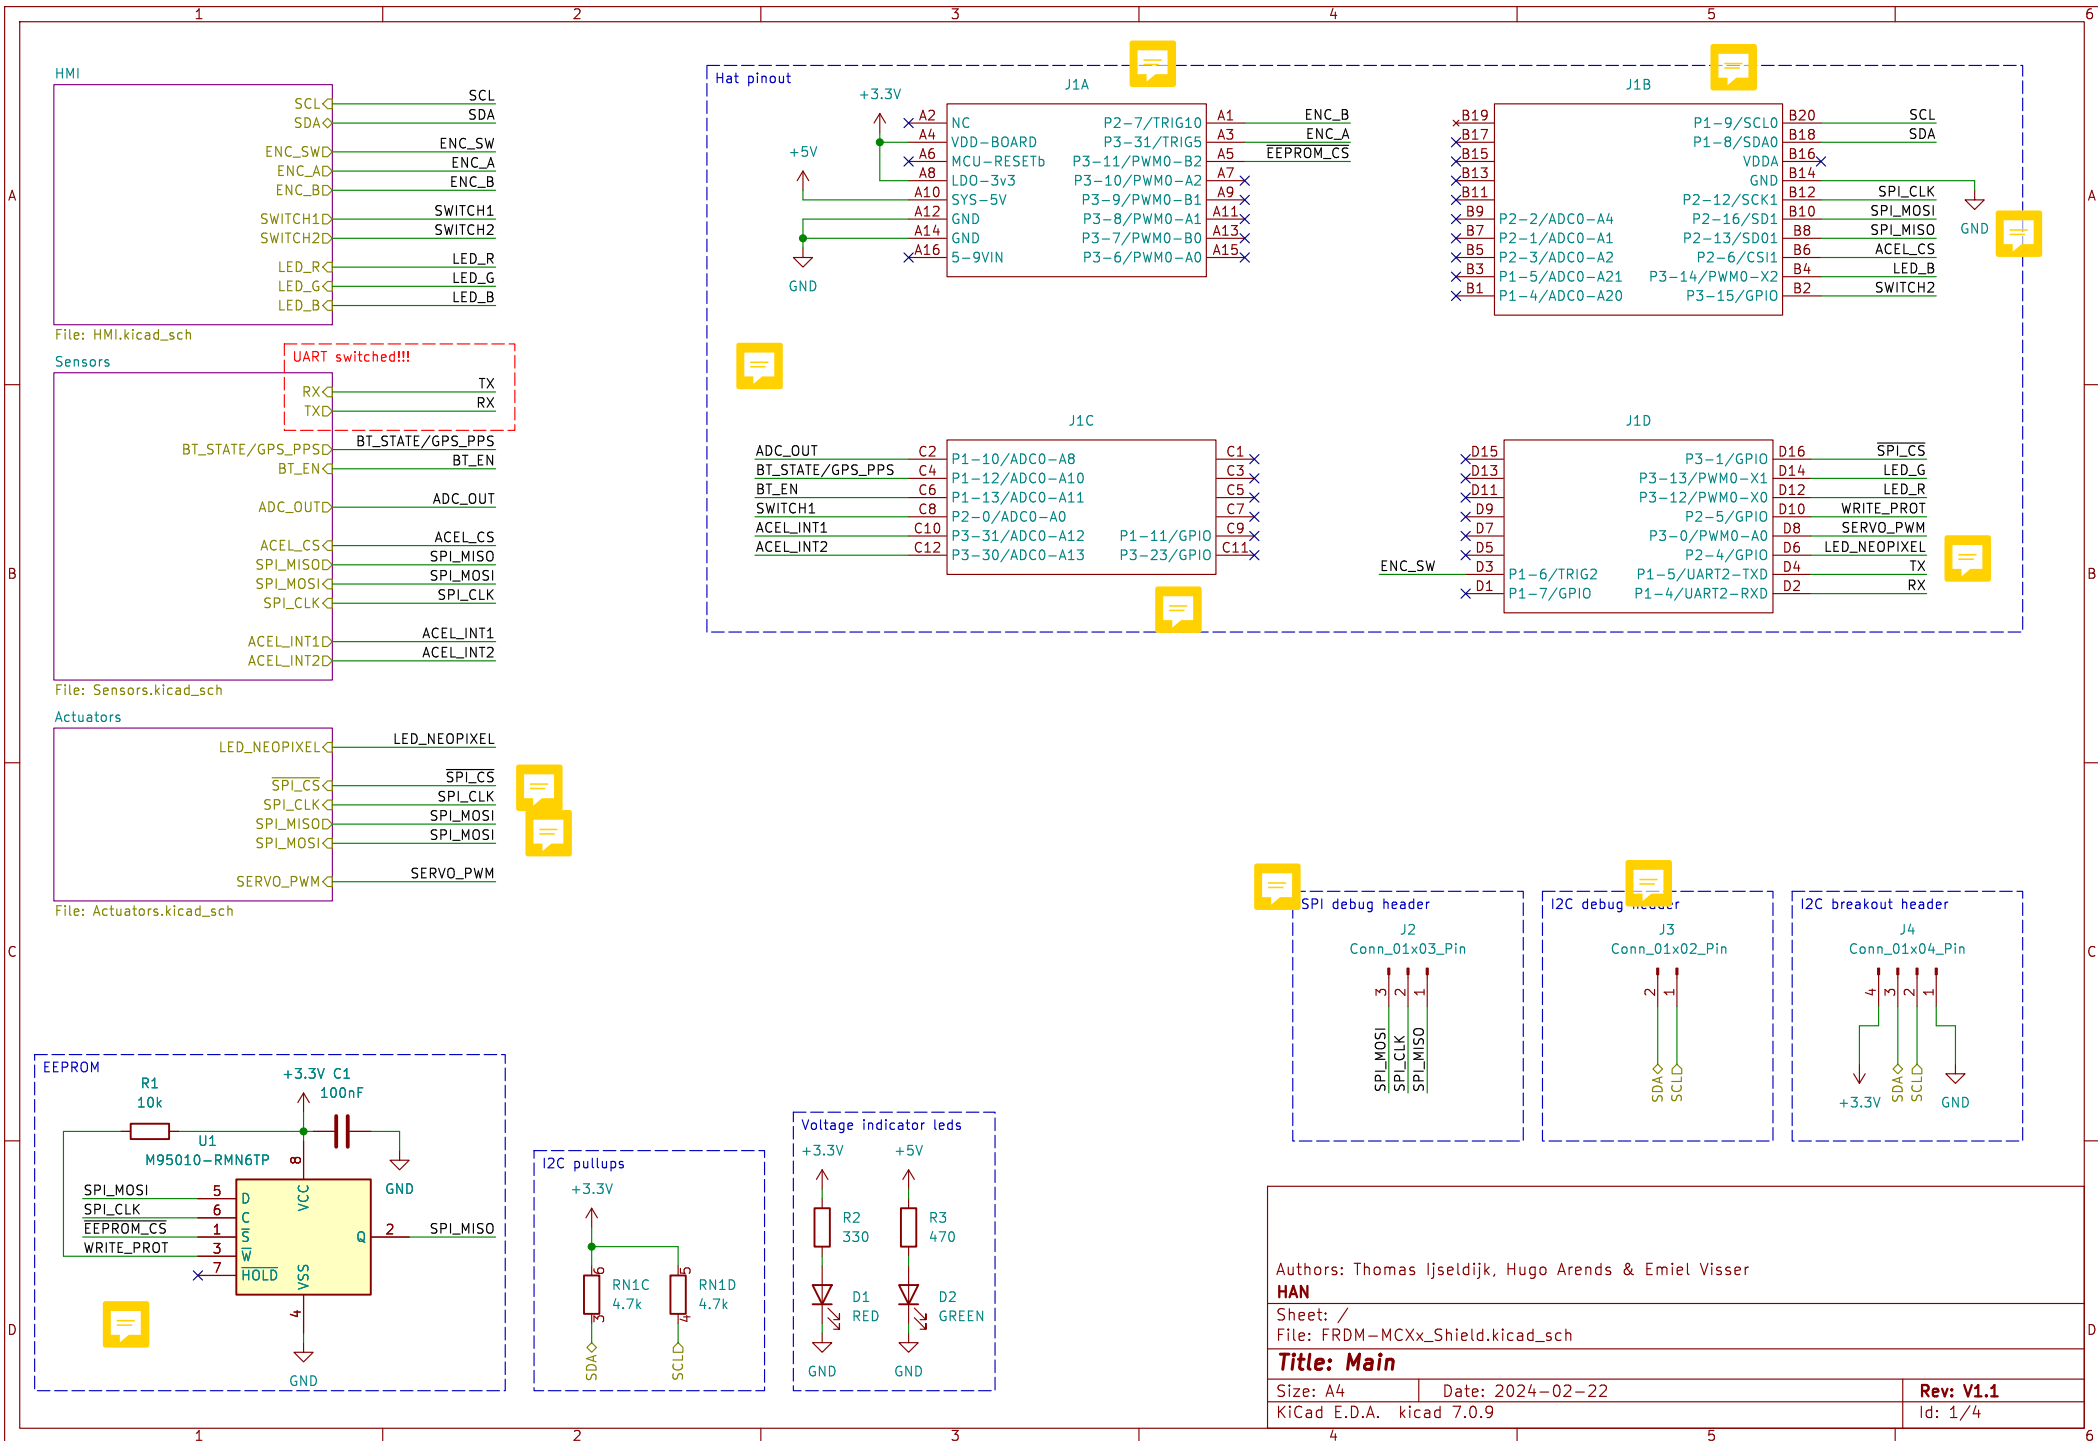 1 2 3 4 5 6
A
B
C
D
HMI
SCL SCL
SDA SDA
ENC_SW ENC_SW
ENC_A ENC_A
ENC_B ENC_B
SWITCH1 SWITCH1
SWITCH2 SWITCH2
LED_R LED_R
LED_G LED_G
LED_B LED_B
File: HMI.kicad_sch
Sensors
UART switched!!!
RX TX
TX RX
BT_STATE/GPS_PPS BT_STATE/GPS_PPS
BT_EN BT_EN
ADC_OUT ADC_OUT
ACEL_CS ACEL_CS
SPI_MISO SPI_MISO
SPI_MOSI SPI_MOSI
SPI_CLK SPI_CLK
ACEL_INT1 ACEL_INT1
ACEL_INT2 ACEL_INT2
File: Sensors.kicad_sch
Actuators
LED_NEOPIXEL LED_NEOPIXEL
SPI_CS SPI_CS
SPI_CLK SPI_CLK
SPI_MISO SPI_MOSI
SPI_MOSI SPI_MOSI
SERVO_PWM SERVO_PWM
File: Actuators.kicad_sch
Hat pinout
J1A
+3.3V
+5V
GND
A2 NC P2-7/TRIG10 A1 ENC_B
A4 VDD-BOARD P3-31/TRIG5 A3 ENC_A
A6 MCU-RESETb P3-11/PWM0-B2 A5 EEPROM_CS
A8 LDO-3v3 P3-10/PWM0-A2 A7
A10 SYS-5V P3-9/PWM0-B1 A9
A12 GND P3-8/PWM0-A1 A11
A14 GND P3-7/PWM0-B0 A13
A16 5-9VIN P3-6/PWM0-A0 A15
J1B
B19 P1-9/SCL0 B20 SCL
B17 P1-8/SDA0 B18 SDA
B15 VDDA B16
B13 GND B14
B11 P2-12/SCK1 B12 SPI_CLK
B9 P2-2/ADC0-A4 P2-16/SD1 B10 SPI_MOSI
B7 P2-1/ADC0-A1 P2-13/SDO1 B8 SPI_MISO
B5 P2-3/ADC0-A2 P2-6/CSI1 B6 ACEL_CS
B3 P1-5/ADC0-A21 P3-14/PWM0-X2 B4 LED_B
B1 P1-4/ADC0-A20 P3-15/GPIO B2 SWITCH2
GND
J1C
ADC_OUT C2 P1-10/ADC0-A8 C1
BT_STATE/GPS_PPS C4 P1-12/ADC0-A10 C3
BT_EN C6 P1-13/ADC0-A11 C5
SWITCH1 C8 P2-0/ADC0-A0 C7
ACEL_INT1 C10 P3-31/ADC0-A12 P1-11/GPIO C9
ACEL_INT2 C12 P3-30/ADC0-A13 P3-23/GPIO C11
J1D
D15 P3-1/GPIO D16 SPI_CS
D13 P3-13/PWM0-X1 D14 LED_G
D11 P3-12/PWM0-X0 D12 LED_R
D9 P2-5/GPIO D10 WRITE_PROT
D7 P3-0/PWM0-A0 D8 SERVO_PWM
D5 P2-4/GPIO D6 LED_NEOPIXEL
ENC_SW D3 P1-6/TRIG2 P1-5/UART2-TXD D4 TX
D1 P1-7/GPIO P1-4/UART2-RXD D2 RX
SPI debug header
J2
Conn_01x03_Pin
3 2 1
SPI_MOSI
SPI_CLK
SPI_MISO
I2C debug header
J3
Conn_01x02_Pin
2 1
SDA
SCL
I2C breakout header
J4
Conn_01x04_Pin
4 3 2 1
SDA
SCL
+3.3V GND
EEPROM
R1
10k
+3.3V C1
100nF
U1
M95010-RMN6TP
GND
8 VCC
SPI_MOSI 5 D
SPI_CLK 6 C
EEPROM_CS 1 S
WRITE_PROT 3 W
7 HOLD
Q 2 SPI_MISO
VSS 4
GND
I2C pullups
+3.3V
6 5
RN1C RN1D
4.7k 4.7k
3 4
SDA SCL
Voltage indicator leds
+3.3V +5V
R2 R3
330 470
D1 D2
RED GREEN
GND GND
Authors: Thomas Ijseldijk, Hugo Arends & Emiel Visser
HAN
Sheet: /
File: FRDM-MCXx_Shield.kicad_sch
Title: Main
Size: A4 Date: 2024-02-22 Rev: V1.1
KiCad E.D.A. kicad 7.0.9 Id: 1/4
A
B
C
D
1 2 3 4 5 6